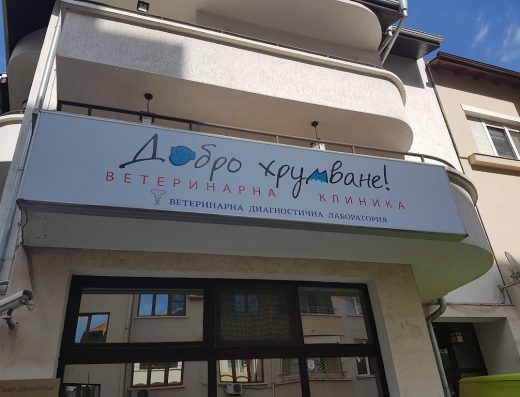 Добро хрумване!
ВЕТЕРИНАРНА КЛИНИКА
ВЕТЕРИНАРНА ДИАГНОСТИЧНА ЛАБОРАТОРИЯ